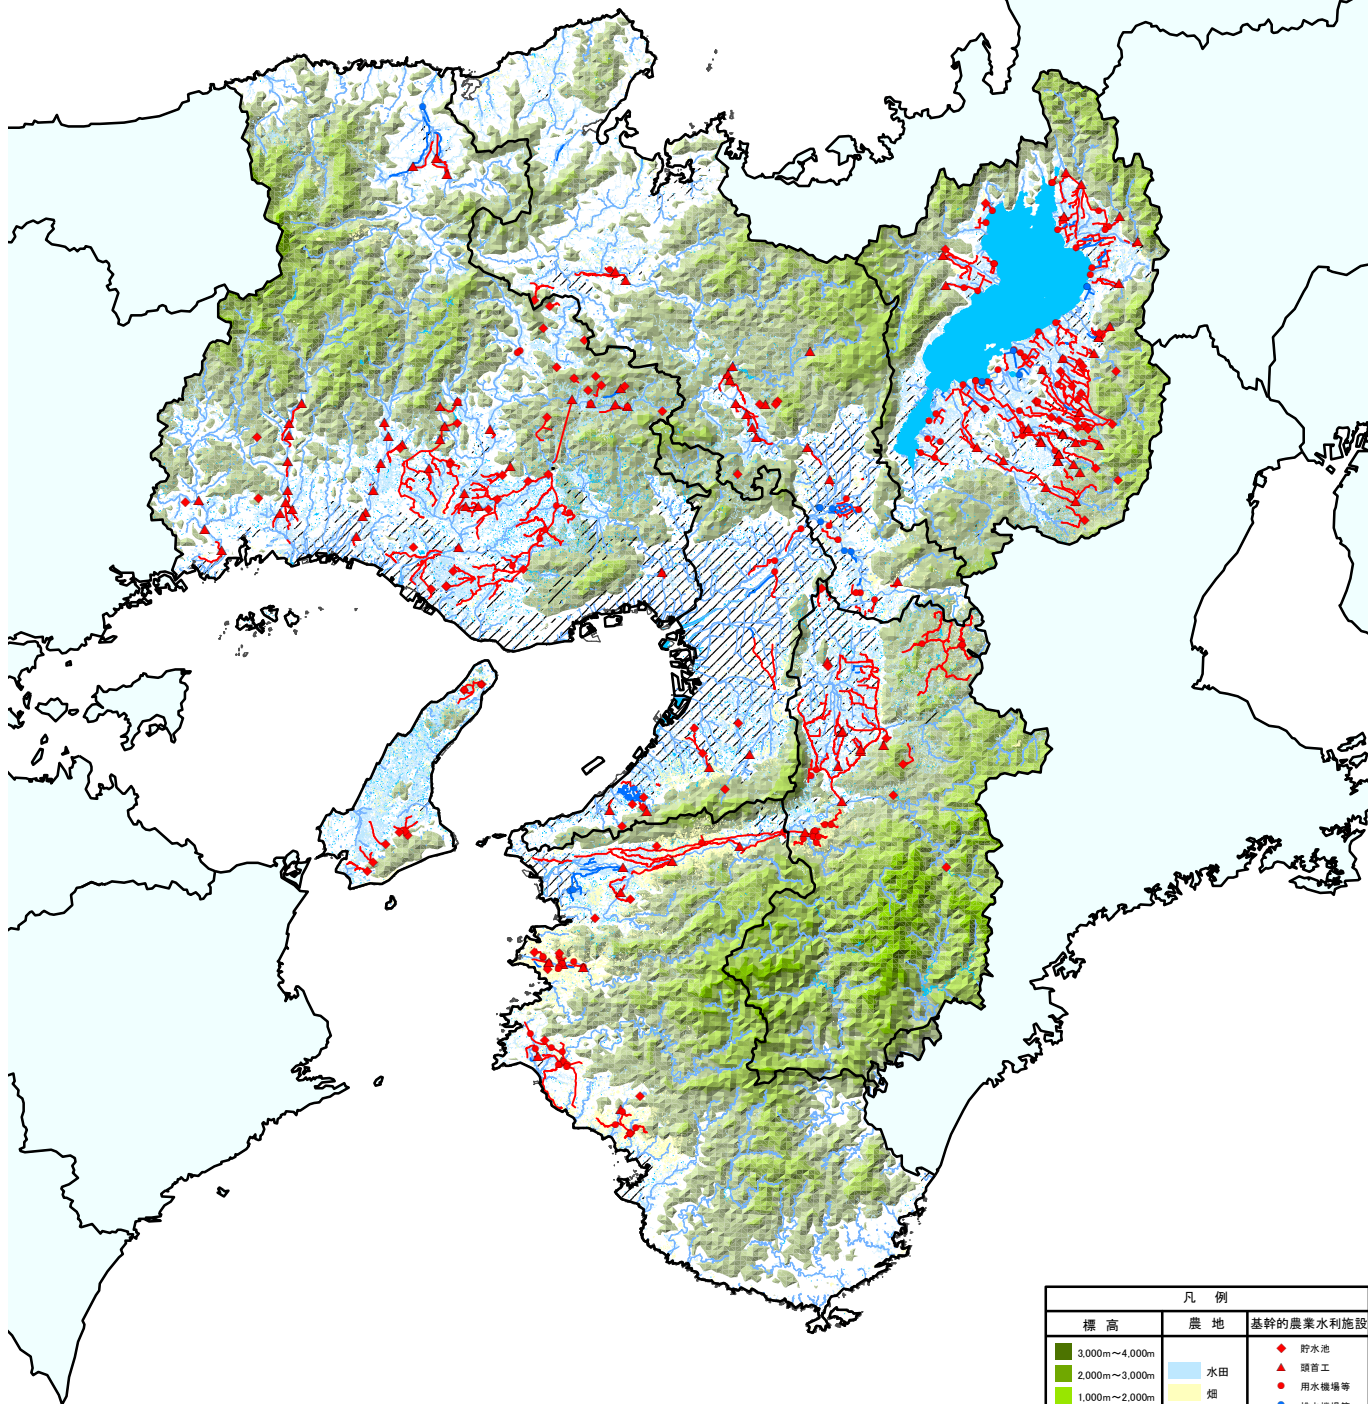 凡 例
標 高
農 地
基幹的農業水利施設
3,000m～4,000m
2,000m～3,000m
1,000m～2,000m
水田
畑
貯水池
頭首工
用水機場等